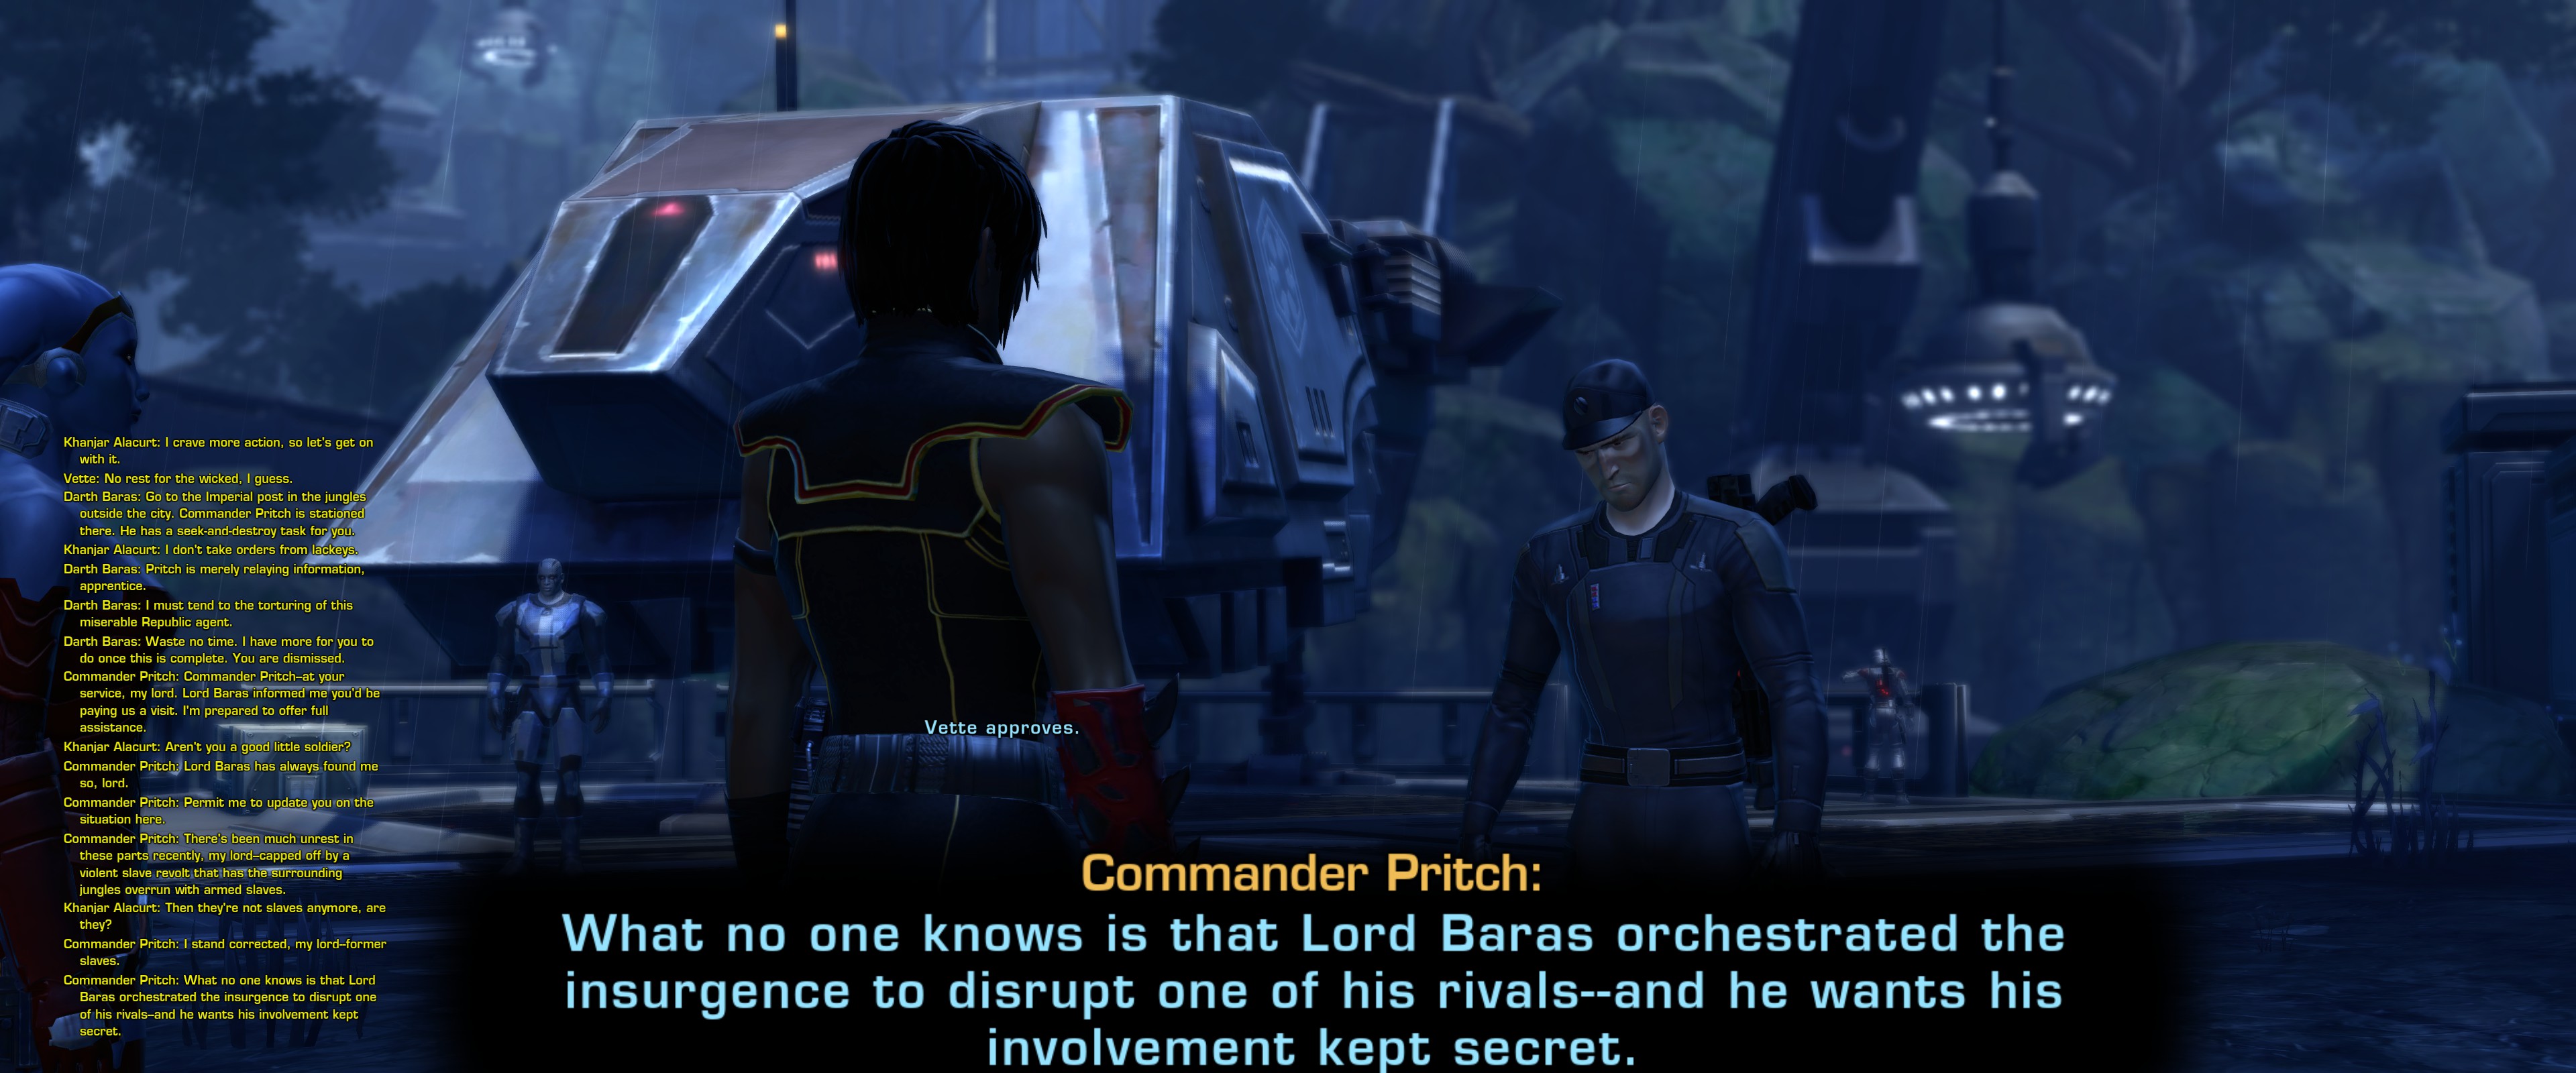 Khanjar Alacurt: I crave more action, so let's get on
with it.
Vette: No rest for the wicked, I guess.
Darth Baras: Go to the Imperial post in the jungles
outside the city. Commander Pritch is stationed
there. He has a seek-and-destroy task for you.
Khanjar Alacurt: I don't take orders from lackeys.
Darth Baras: Pritch is merely relaying information,
apprentice.
Darth Baras: I must tend to the torturing of this
miserable Republic agent.
Darth Baras: Waste no time. I have more for you to
do once this is complete. You are dismissed.
Commander Pritch: Commander Pritch--at your
service, my lord. Lord Baras informed me you'd be
paying us a visit. I'm prepared to offer full
assistance.
Khanjar Alacurt: Aren't you a good little soldier?
Commander Pritch: Lord Baras has always found me
so, lord.
Commander Pritch: Permit me to update you on the
situation here.
Commander Pritch: There's been much unrest in
these parts recently, my lord--capped off by a
violent slave revolt that has the surrounding
jungles overrun with armed slaves.
Khanjar Alacurt: Then they're not slaves anymore, are
they?
Commander Pritch: I stand corrected, my lord--former
slaves.
Commander Pritch: What no one knows is that Lord
Baras orchestrated the insurgence to disrupt one
of his rivals--and he wants his involvement kept
secret.
Vette approves.
Commander Pritch:
What no one knows is that Lord Baras orchestrated the
insurgence to disrupt one of his rivals--and he wants his
involvement kept secret.